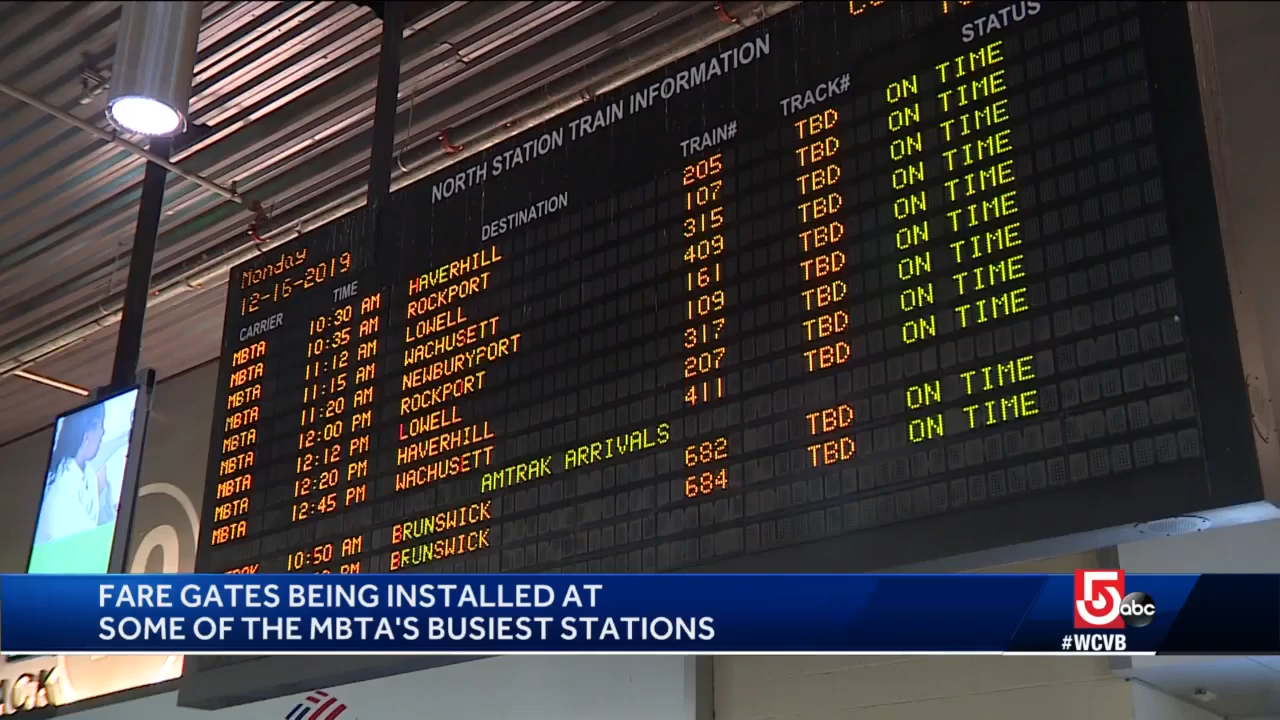 NORTH STATION TRAIN INFORMATION
Monday
12-16-2019
CARRIER TIME DESTINATION TRAIN# TRACK# STATUS
MBTA 10:30 AM HAVERHILL 205 TBD ON TIME
MBTA 10:35 AM ROCKPORT 107 TBD ON TIME
MBTA 11:12 AM LOWELL 315 TBD ON TIME
MBTA 11:15 AM WACHUSETT 409 TBD ON TIME
MBTA 11:20 AM NEWBURYPORT 161 TBD ON TIME
MBTA 12:00 PM ROCKPORT 109 TBD ON TIME
MBTA 12:12 PM LOWELL 317 TBD ON TIME
MBTA 12:20 PM HAVERHILL 207 TBD ON TIME
MBTA 12:45 PM WACHUSETT 411 TBD ON TIME
AMTRAK ARRIVALS
10:50 AM BRUNSWICK 682 TBD ON TIME
PM BRUNSWICK 684 TBD ON TIME
FARE GATES BEING INSTALLED AT
SOME OF THE MBTA'S BUSIEST STATIONS
5 abc
#WCVB